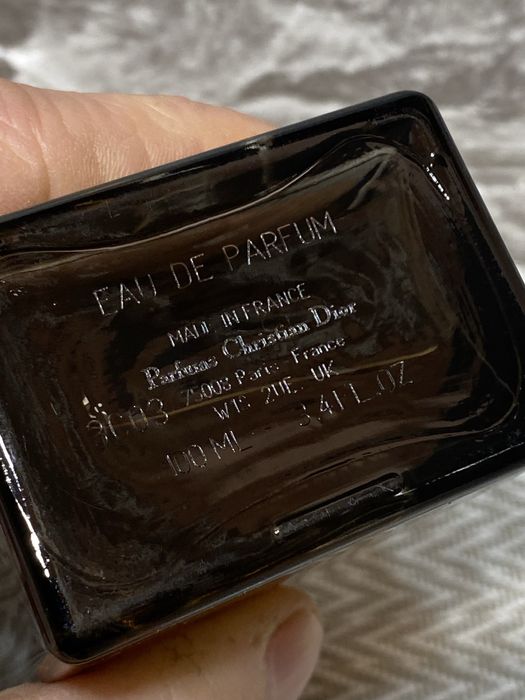 EAU DE PARFUM
MADE IN FRANCE
Parfums Christian Dior
75008 Paris - France
W1S 2UE - UK
100 ML - 3,4 FL.OZ